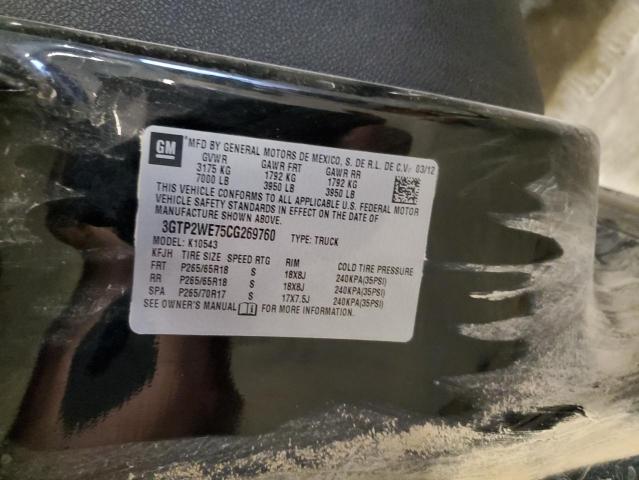 GM
MFD BY GENERAL MOTORS DE MEXICO, S. DE R.L. DE C.V. 03/12
GVWR GAWR FRT GAWR RR
3175 KG 1792 KG 1792 KG
7000 LB 3950 LB 3950 LB
THIS VEHICLE CONFORMS TO ALL APPLICABLE U.S. FEDERAL MOTOR
VEHICLE SAFETY STANDARDS IN EFFECT ON THE DATE OF
MANUFACTURE SHOWN ABOVE.
3GTP2WE75CG269760 TYPE: TRUCK
MODEL: K10543
KFJH TIRE SIZE SPEED RTG RIM COLD TIRE PRESSURE
FRT P265/65R18 S 18X8J 240KPA(35PSI)
RR P265/65R18 S 18X8J 240KPA(35PSI)
SPA P265/70R17 S 17X7.5J 240KPA(35PSI)
SEE OWNER'S MANUAL FOR MORE INFORMATION.